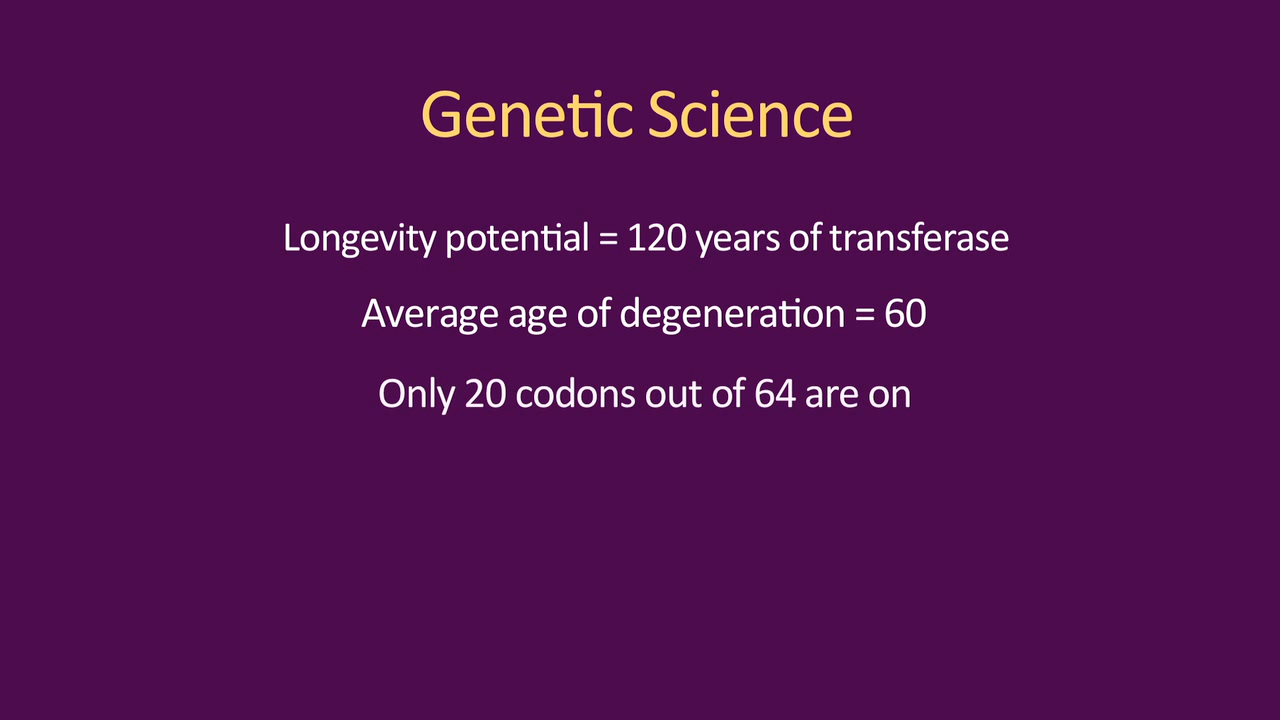 Genetic Science
Longevity potential = 120 years of transferase
Average age of degeneration = 60
Only 20 codons out of 64 are on